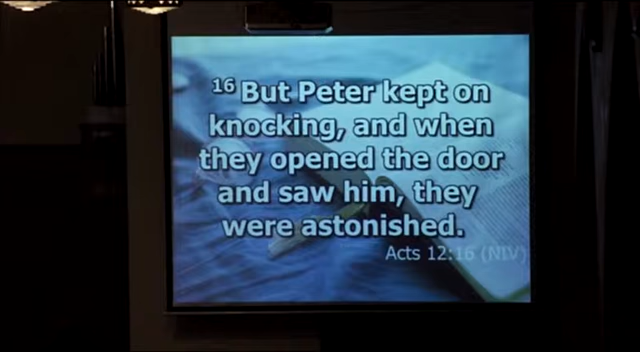 16 But Peter kept on
knocking, and when
they opened the door
and saw him, they
were astonished.
Acts 12:16 (NIV)